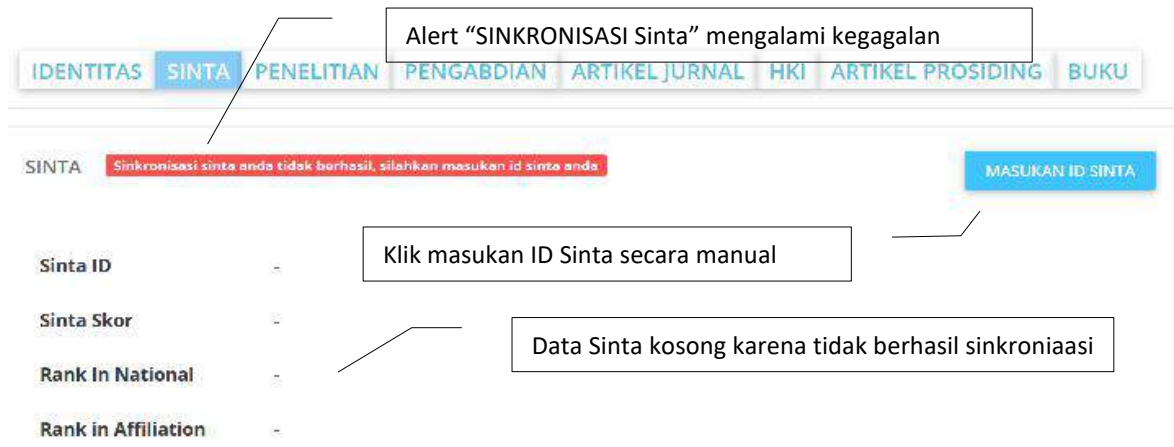 Alert “SINKRONISASI Sinta” mengalami kegagalan
IDENTITAS SINTA PENELITIAN PENGABDIAN ARTIKEL JURNAL HKI ARTIKEL PROSIDING BUKU
SINTA Sinkronisasi sinta anda tidak berhasil, silahkan masukan id sinta anda
MASUKAN ID SINTA
Klik masukan ID Sinta secara manual
Sinta ID -
Sinta Skor -
Data Sinta kosong karena tidak berhasil sinkroniaasi
Rank In National -
Rank in Affiliation -